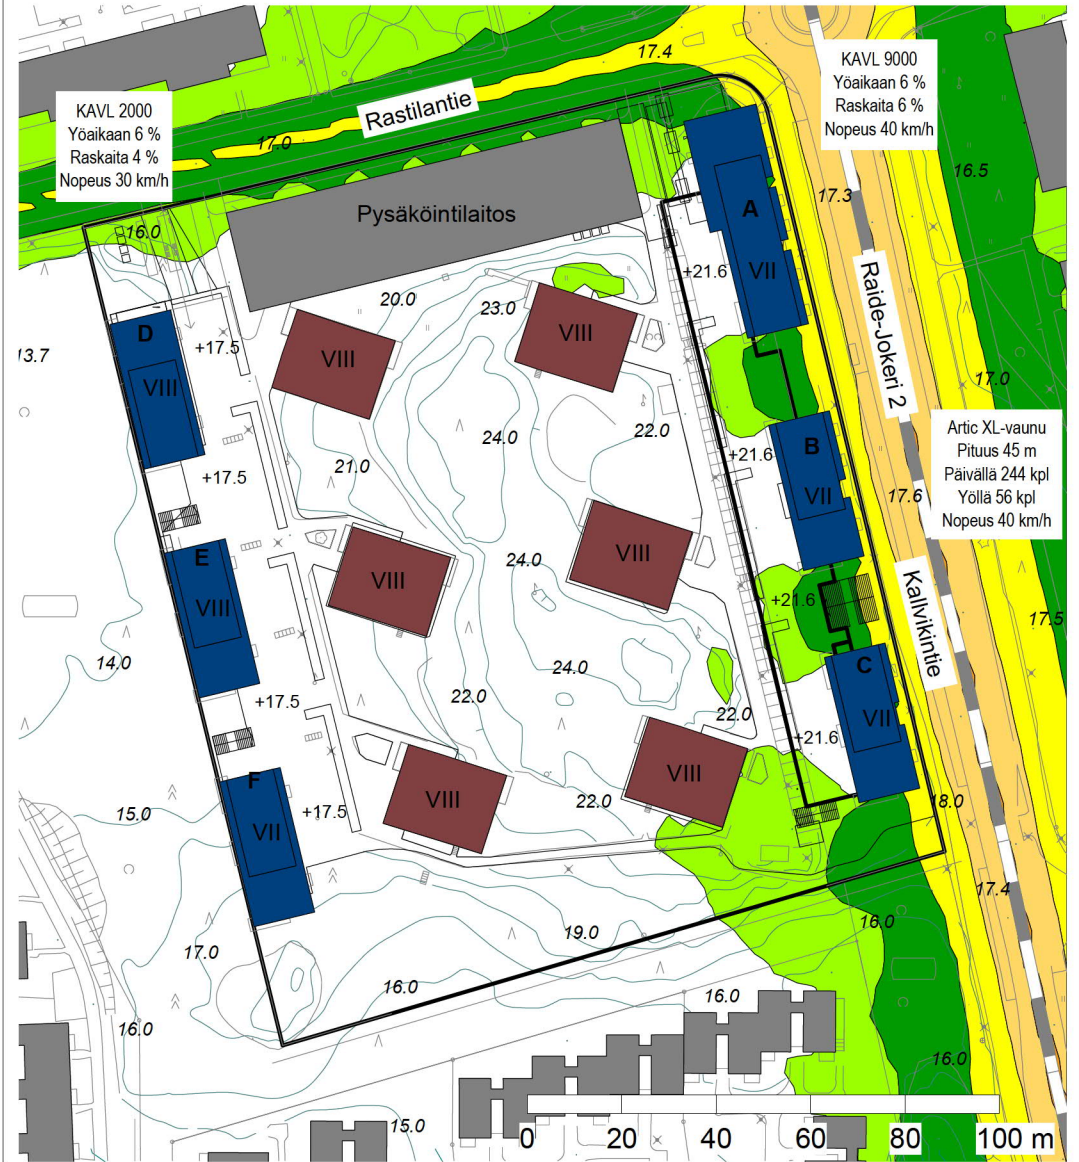 17.4
KAVL 9000
Yöaikaan 6 %
Raskaita 6 %
Nopeus 40 km/h
KAVL 2000
Yöaikaan 6 %
Raskaita 4 %
Nopeus 30 km/h
Rastilantie
17.0
16.5
17.3
A
VII
Pysäköintilaitos
16.0
+21.6
Raide-Jokeri 2
20.0
23.0
VIII
VIII
D
VIII
+17.5
13.7
17.0
24.0
22.0
B
VII
+21.6
Artic XL-vaunu
Pituus 45 m
Päivällä 244 kpl
Yöllä 56 kpl
Nopeus 40 km/h
21.0
+17.5
17.6
E
VIII
VIII
VIII
24.0
+21.6
Kallvikintie
17.5
14.0
24.0
C
VII
22.0
+17.5
22.0
+21.6
F
VII
VIII
VIII
22.0
+17.5
15.0
18.0
17.4
19.0
16.0
17.0
16.0
16.0
16.0
16.0
15.0
0 20 40 60 80 100 m